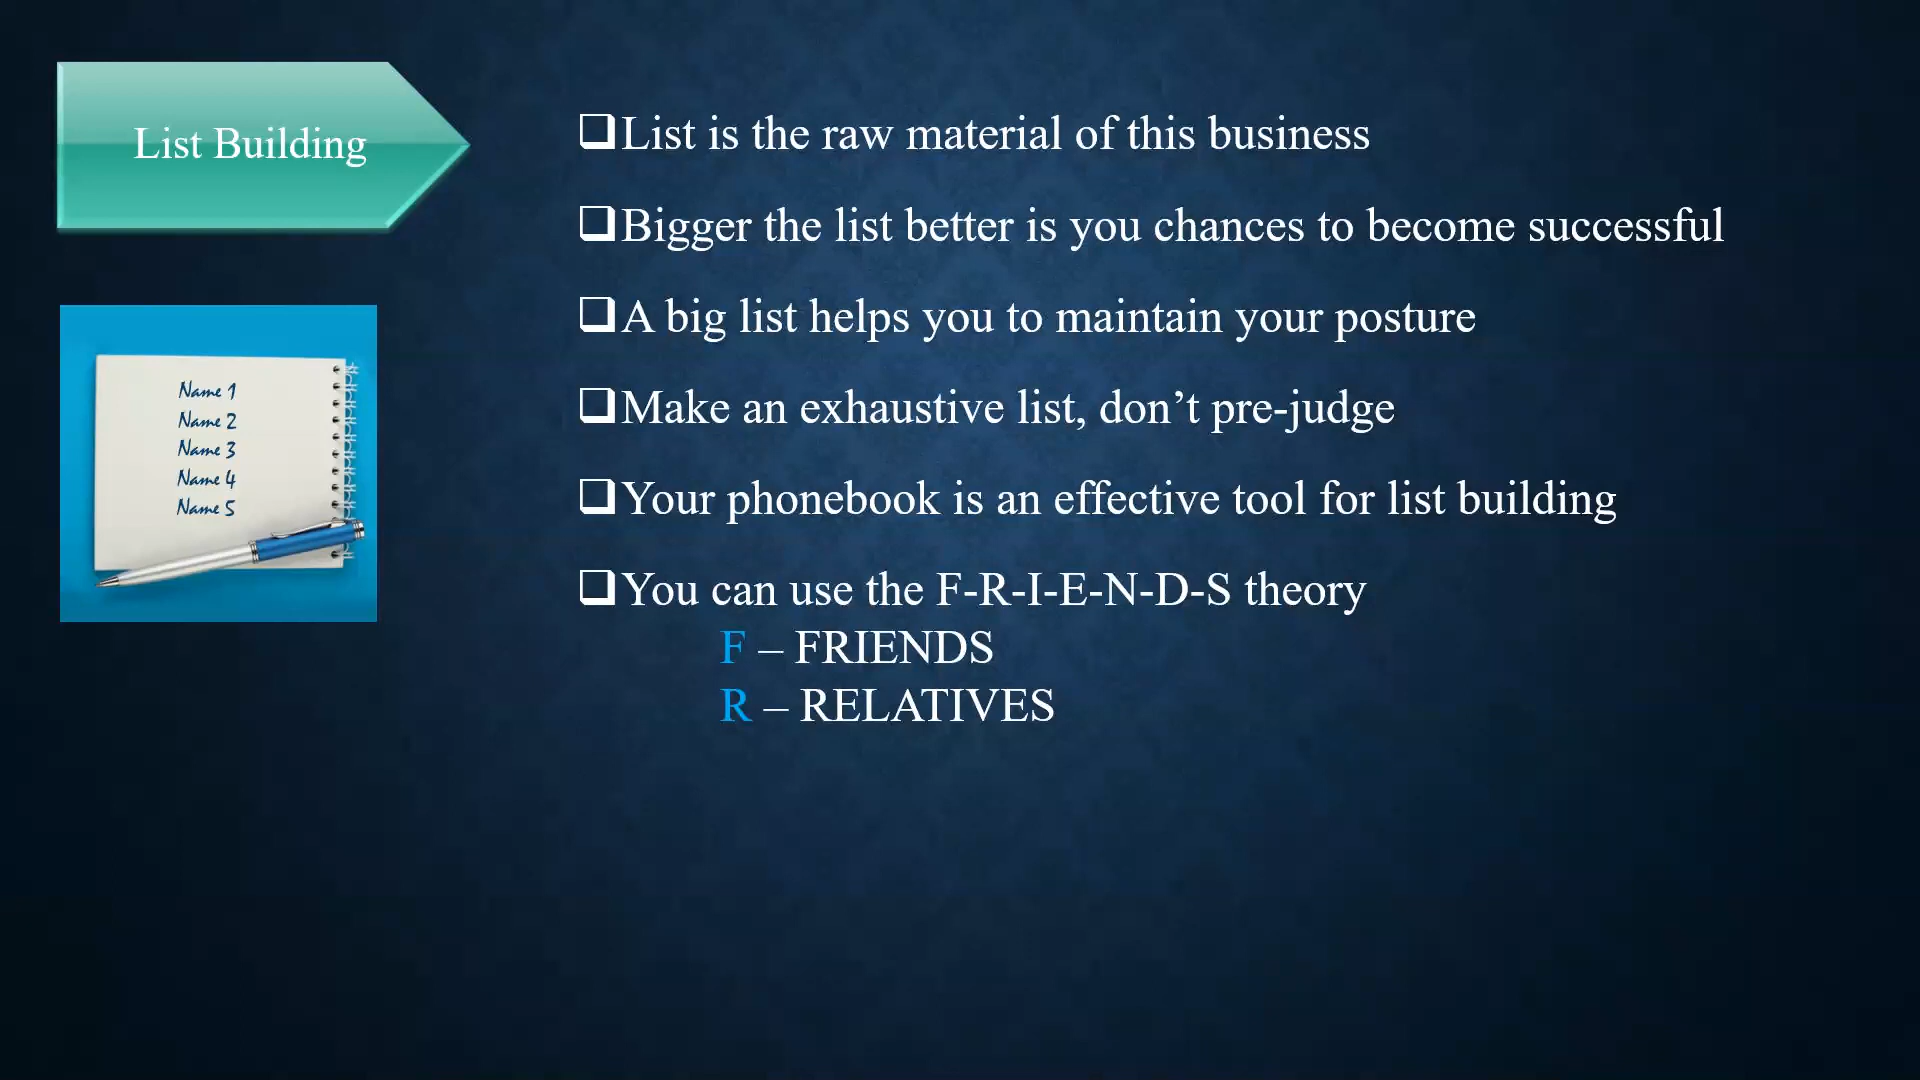 List Building
❑List is the raw material of this business
❑Bigger the list better is you chances to become successful
❑A big list helps you to maintain your posture
❑Make an exhaustive list, don’t pre-judge
❑Your phonebook is an effective tool for list building
❑You can use the F-R-I-E-N-D-S theory
F – FRIENDS
R – RELATIVES
Name 1
Name 2
Name 3
Name 4
Name 5